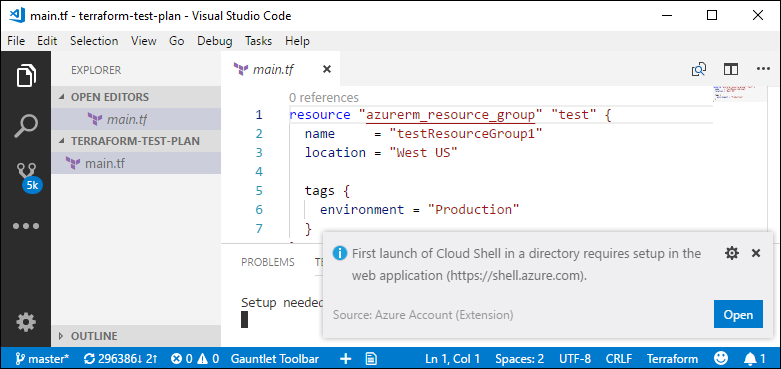 main.tf - terraform-test-plan - Visual Studio Code
File Edit Selection View Go Debug Tasks Help
EXPLORER
OPEN EDITORS
main.tf
TERRAFORM-TEST-PLAN
main.tf
5k
OUTLINE
main.tf
0 references
1 resource "azurerm_resource_group" "test" {
2 name = "testResourceGroup1"
3 location = "West US"
4
5 tags {
6 environment = "Production"
7 }
PROBLEMS
Setup needed
First launch of Cloud Shell in a directory requires setup in the
web application (https://shell.azure.com).
Source: Azure Account (Extension)
Open
master* 296386↓ 2↑ 0 0 Gauntlet Toolbar Ln 1, Col 1 Spaces: 2 UTF-8 CRLF Terraform 1